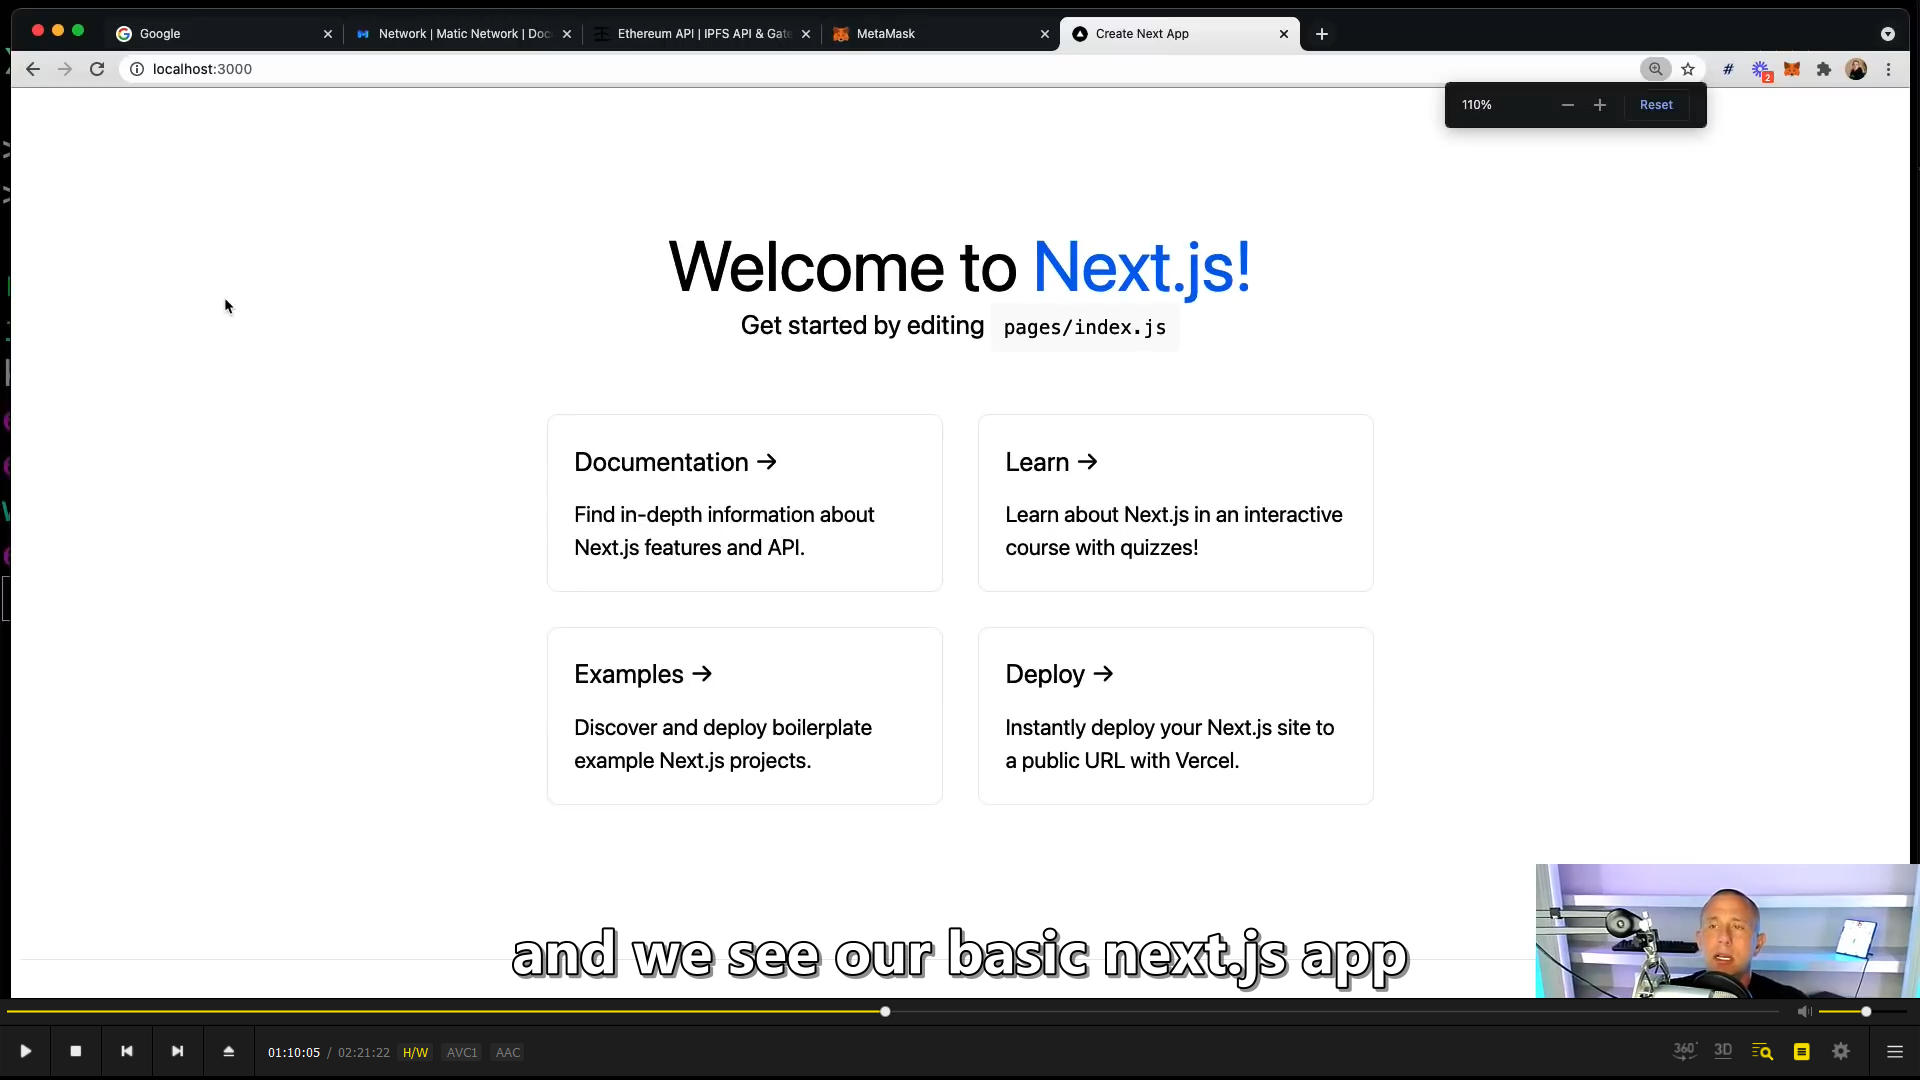 Google
Network | Matic Network | Doc
Ethereum API | IPFS API & Gate
MetaMask
Create Next App
localhost:3000
#
2
110%
Reset
Welcome to Next.js!
Get started by editing pages/index.js
Documentation →
Find in-depth information about
Next.js features and API.
Learn →
Learn about Next.js in an interactive
course with quizzes!
Examples →
Discover and deploy boilerplate
example Next.js projects.
Deploy →
Instantly deploy your Next.js site to
a public URL with Vercel.
and we see our basic next.js app
01:10:05 / 02:21:22 H/W AVC1 AAC
360° 3D